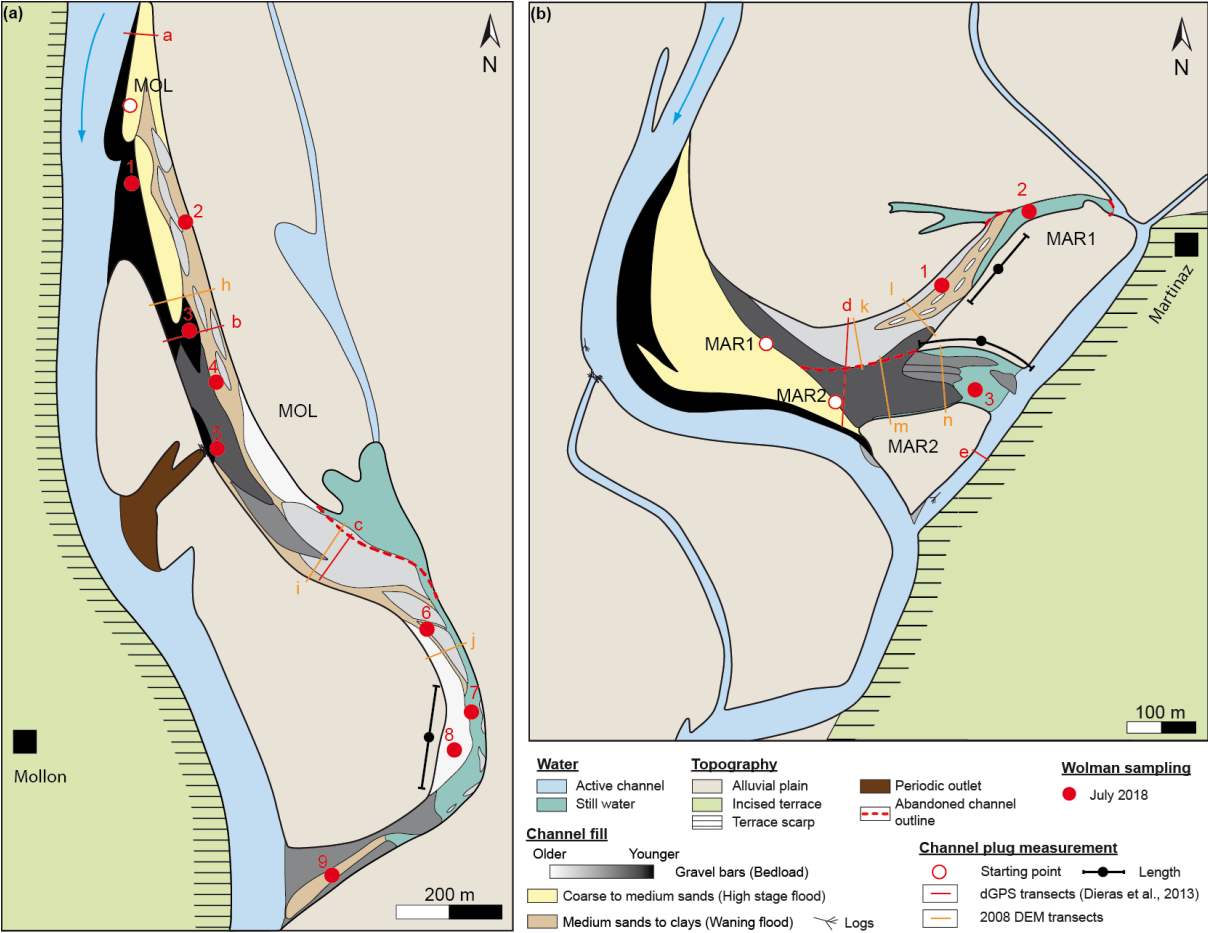 (a)
N
a
MOL
1
2
h
3
b
4
MOL
5
c
i
6
j
7
8
Mollon
9
200 m
(b)
N
2
MAR1
Martinaz
1
l
d
k
MAR1
MAR2
3
m
n
MAR2
e
100 m
Water
Active channel
Still water
Topography
Alluvial plain
Incised terrace
Terrace scarp
Periodic outlet
Abandoned channel
outline
Wolman sampling
July 2018
Channel fill
Older Younger
Gravel bars (Bedload)
Coarse to medium sands (High stage flood)
Medium sands to clays (Waning flood)
Logs
Channel plug measurement
Starting point
Length
dGPS transects (Dieras et al., 2013)
2008 DEM transects